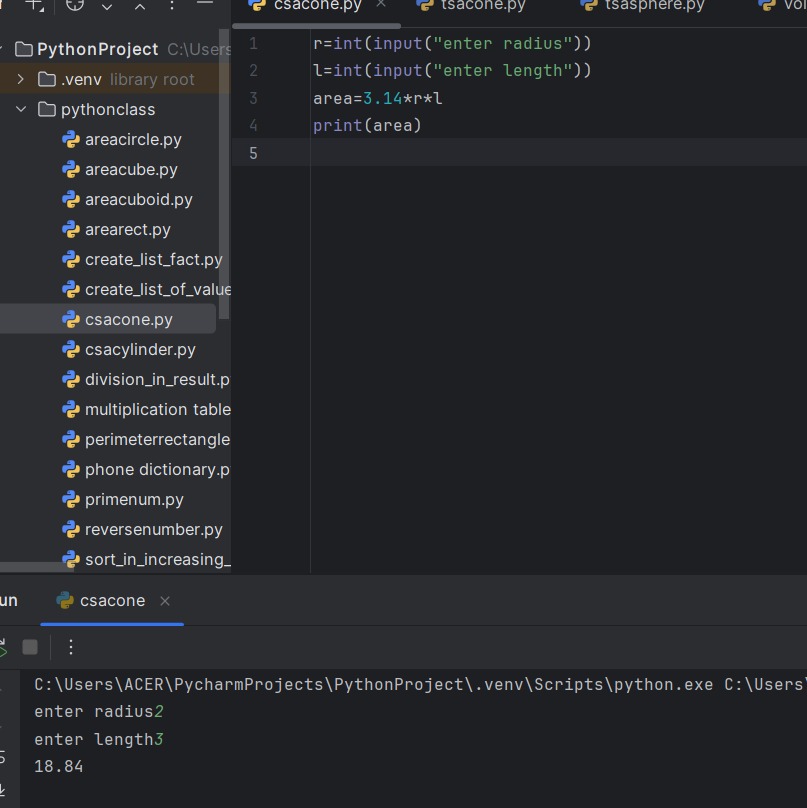 csacone.py
tsacone.py
tsasphere.py
PythonProject C:\Users
.venv library root
pythonclass
areacircle.py
areacube.py
areacuboid.py
arearect.py
create_list_fact.py
create_list_of_value
csacone.py
csacylinder.py
division_in_result.p
multiplication table
perimeterrectangle
phone dictionary.p
primenum.py
reversenumber.py
sort_in_increasing_
1 r=int(input("enter radius"))
2 l=int(input("enter length"))
3 area=3.14*r*l
4 print(area)
5
un
csacone
C:\Users\ACER\PycharmProjects\PythonProject\.venv\Scripts\python.exe C:\Users\
enter radius2
enter length3
18.84